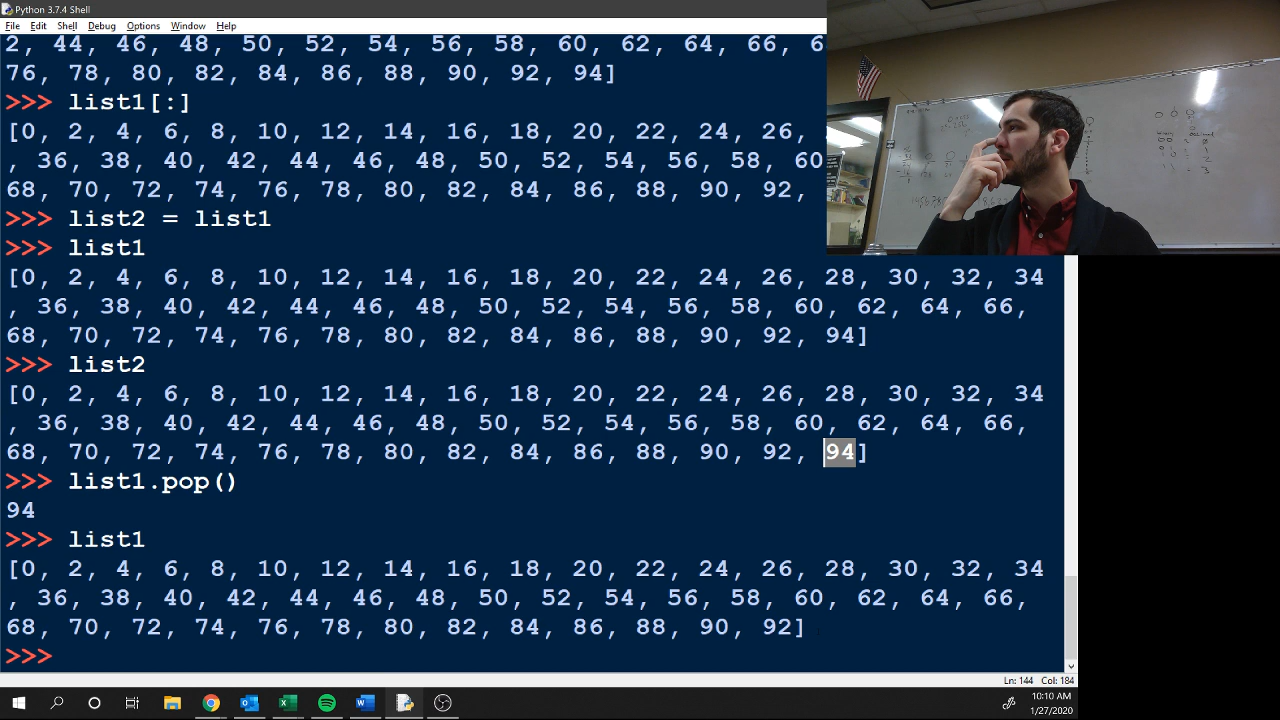 Python 3.7.4 Shell
File Edit Shell Debug Options Window Help
2, 44, 46, 48, 50, 52, 54, 56, 58, 60, 62, 64, 66, 6
76, 78, 80, 82, 84, 86, 88, 90, 92, 94]
>>> list1[:]
[0, 2, 4, 6, 8, 10, 12, 14, 16, 18, 20, 22, 24, 26,
, 36, 38, 40, 42, 44, 46, 48, 50, 52, 54, 56, 58, 60
68, 70, 72, 74, 76, 78, 80, 82, 84, 86, 88, 90, 92,
>>> list2 = list1
>>> list1
[0, 2, 4, 6, 8, 10, 12, 14, 16, 18, 20, 22, 24, 26, 28, 30, 32, 34
, 36, 38, 40, 42, 44, 46, 48, 50, 52, 54, 56, 58, 60, 62, 64, 66,
68, 70, 72, 74, 76, 78, 80, 82, 84, 86, 88, 90, 92, 94]
>>> list2
[0, 2, 4, 6, 8, 10, 12, 14, 16, 18, 20, 22, 24, 26, 28, 30, 32, 34
, 36, 38, 40, 42, 44, 46, 48, 50, 52, 54, 56, 58, 60, 62, 64, 66,
68, 70, 72, 74, 76, 78, 80, 82, 84, 86, 88, 90, 92, 94]
>>> list1.pop()
94
>>> list1
[0, 2, 4, 6, 8, 10, 12, 14, 16, 18, 20, 22, 24, 26, 28, 30, 32, 34
, 36, 38, 40, 42, 44, 46, 48, 50, 52, 54, 56, 58, 60, 62, 64, 66,
68, 70, 72, 74, 76, 78, 80, 82, 84, 86, 88, 90, 92]
>>>
Ln: 144 Col: 184
10:10 AM
1/27/2020